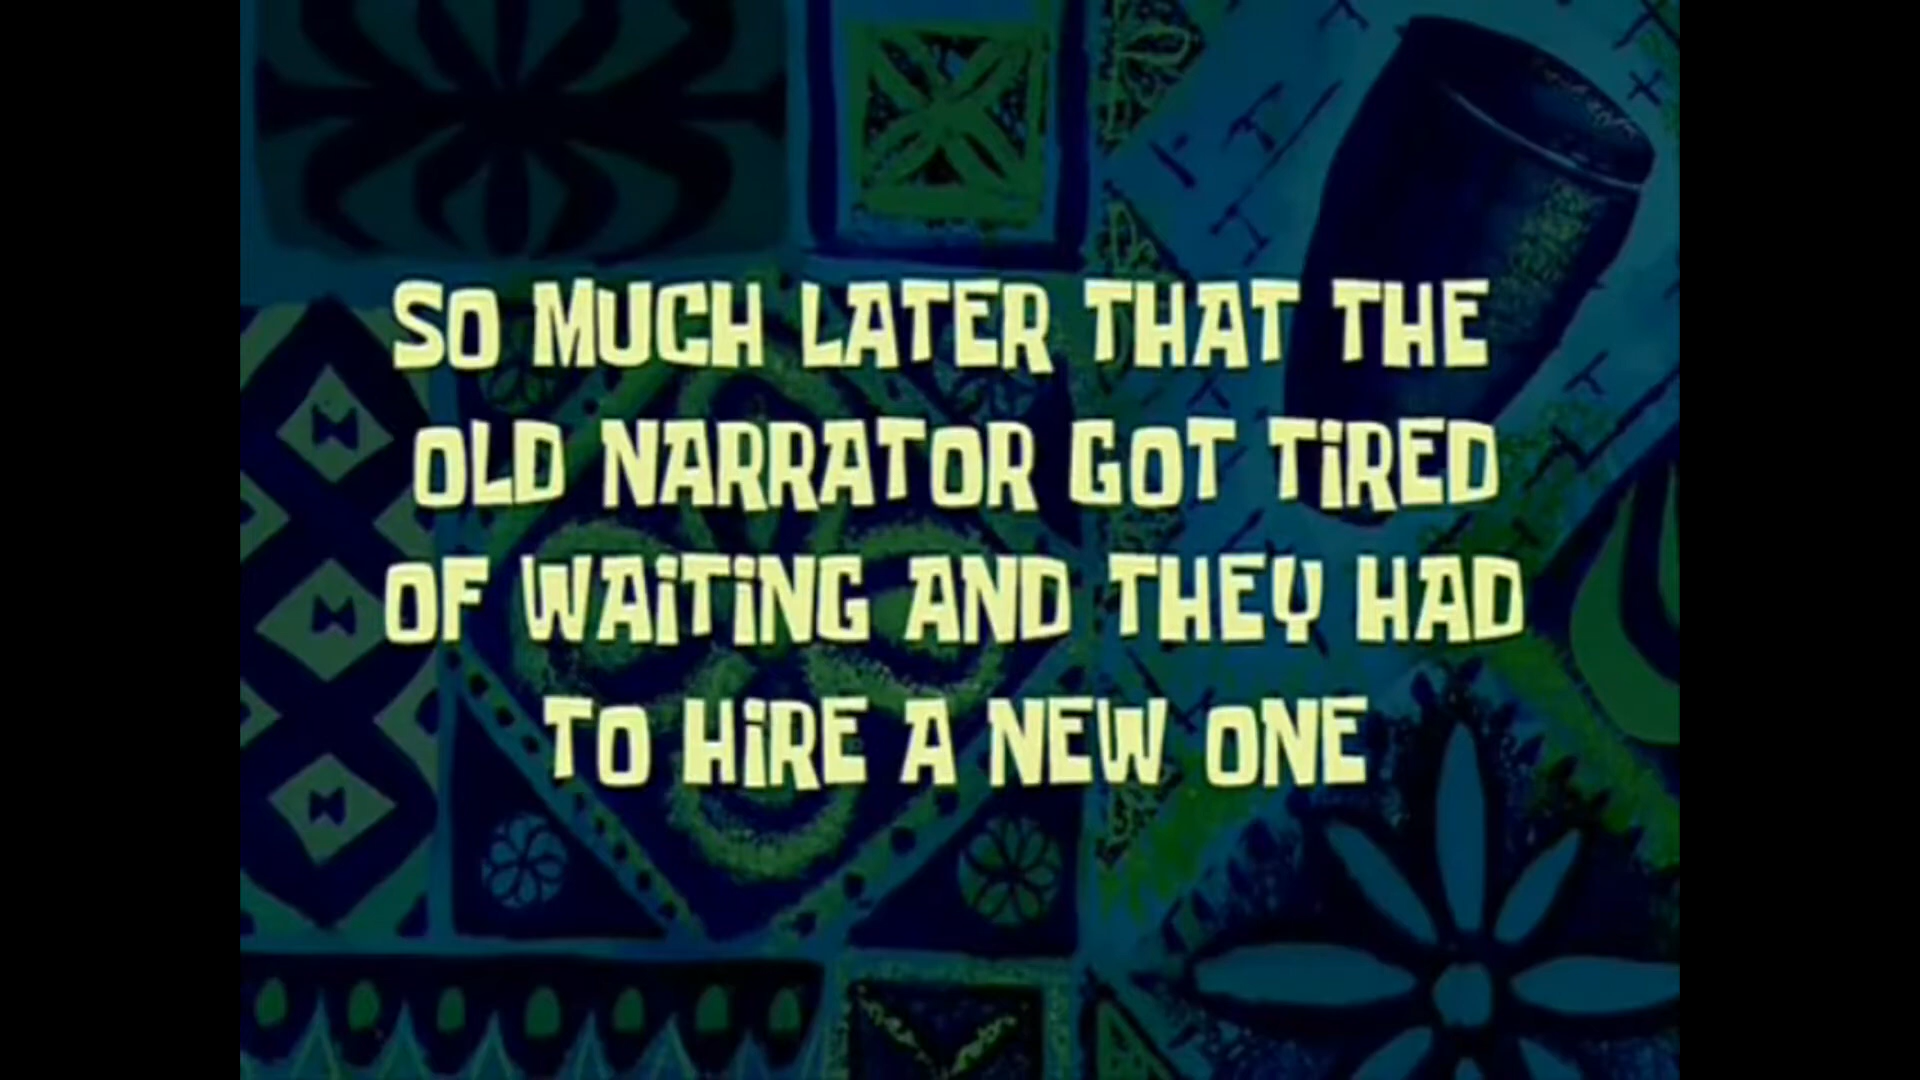 SO MUCH LATER THAT THE
OLD NARRATOR GOT TiRED
OF WAiTiNG AND THEY HAD
TO HiRE A NEW ONE